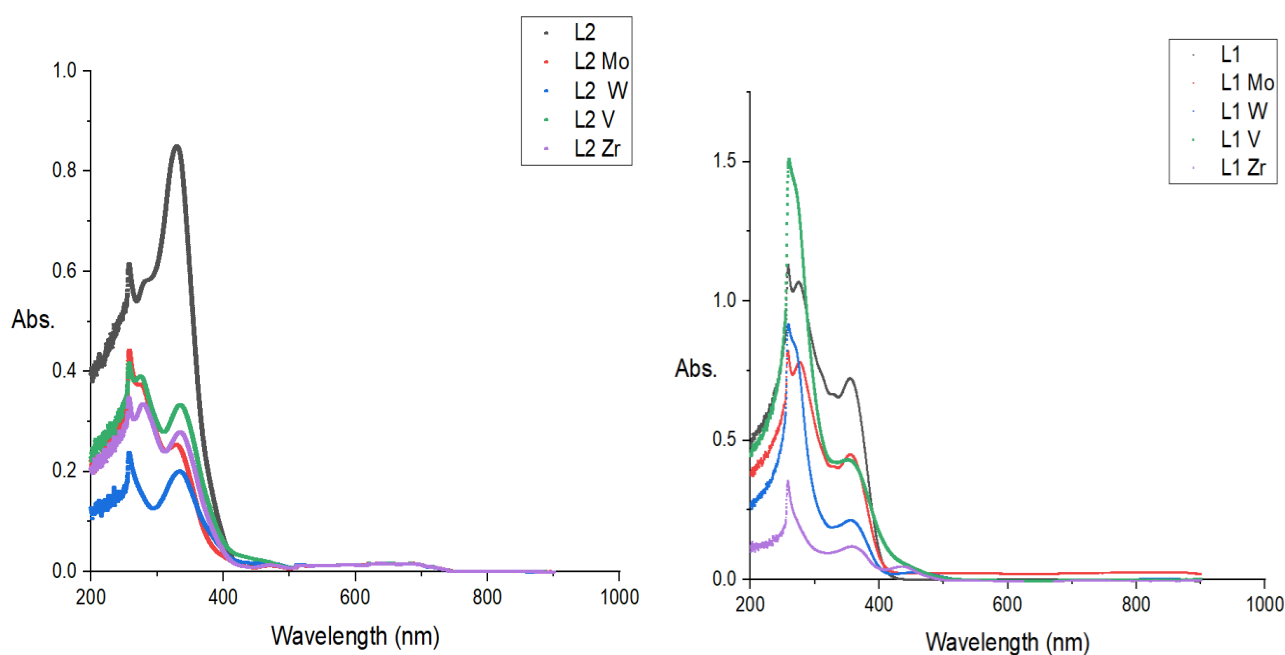 L2
L2 Mo
L2 W
L2 V
L2 Zr
1.0
0.8
0.6
0.4
0.2
0.0
Abs.
200
400
600
800
1000
Wavelength (nm)
L1
L1 Mo
L1 W
L1 V
L1 Zr
1.5
1.0
0.5
0.0
Abs.
200
400
600
800
1000
Wavelength (nm)